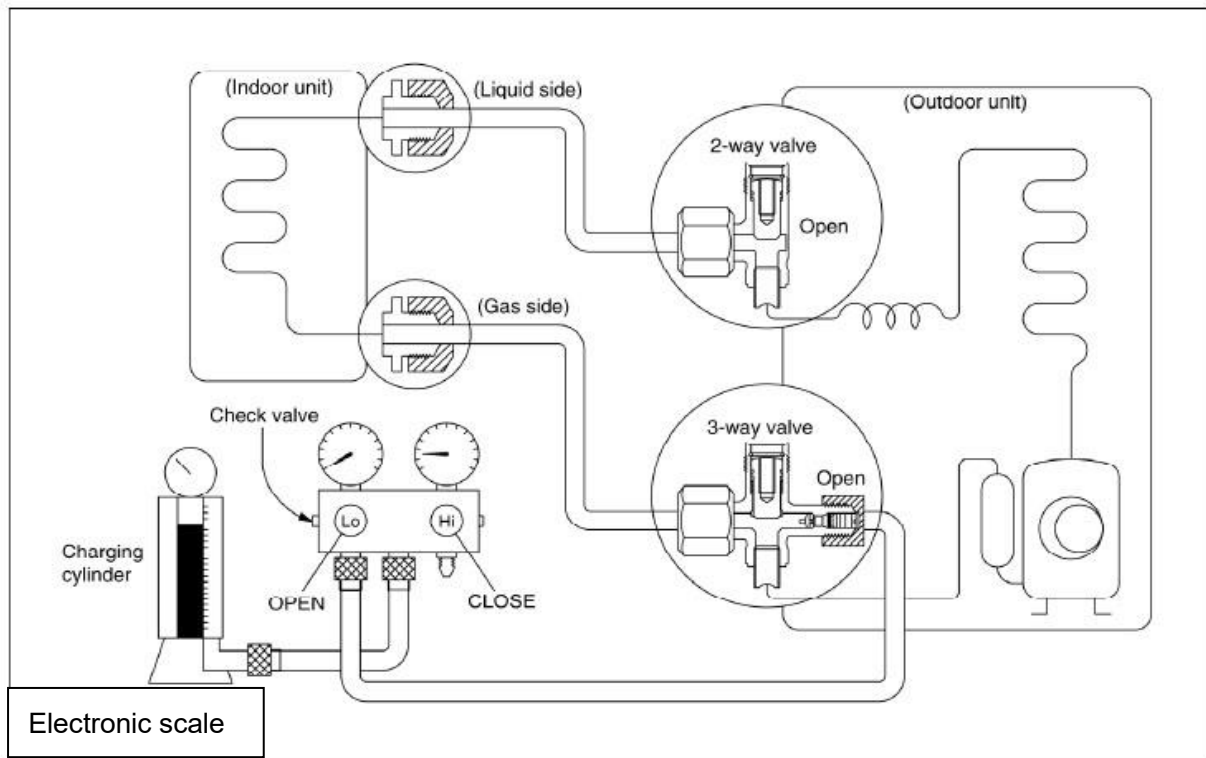 (Indoor unit)
(Liquid side)
(Outdoor unit)
2-way valve
Open
(Gas side)
Check valve
3-way valve
Open
Lo
Hi
Charging
cylinder
OPEN
CLOSE
Electronic scale